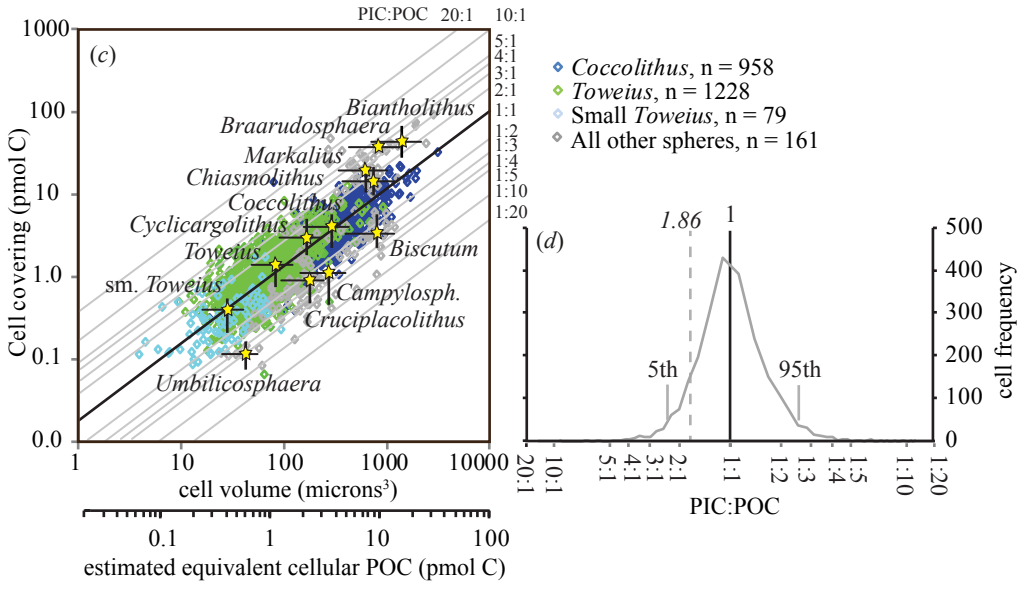 PIC:POC 20:1 10:1
1000
(c)
5:1
4:1
3:1
2:1
1:1
1:2
1:3
1:4
1:5
1:10
1:20
100
10
1.0
0.1
0.0
Cell covering (pmol C)
Biantholithus
Braarudosphaera
Markalius
Chiasmolithus
Coccolithus
Cyclicargolithus
Biscutum
Toweius
sm. Toweius
Campylosph.
Cruciplacolithus
Umbilicosphaera
1 10 100 1000 10000
cell volume (microns³)
0.1 1 10 100
estimated equivalent cellular POC (pmol C)
Coccolithus, n = 958
Toweius, n = 1228
Small Toweius, n = 79
All other spheres, n = 161
1.86 1
(d)
5th
95th
500
400
300
200
100
0
cell frequency
20:1 10:1 5:1 4:1 3:1 2:1 1:1 1:2 1:3 1:4 1:5 1:10 1:20
PIC:POC